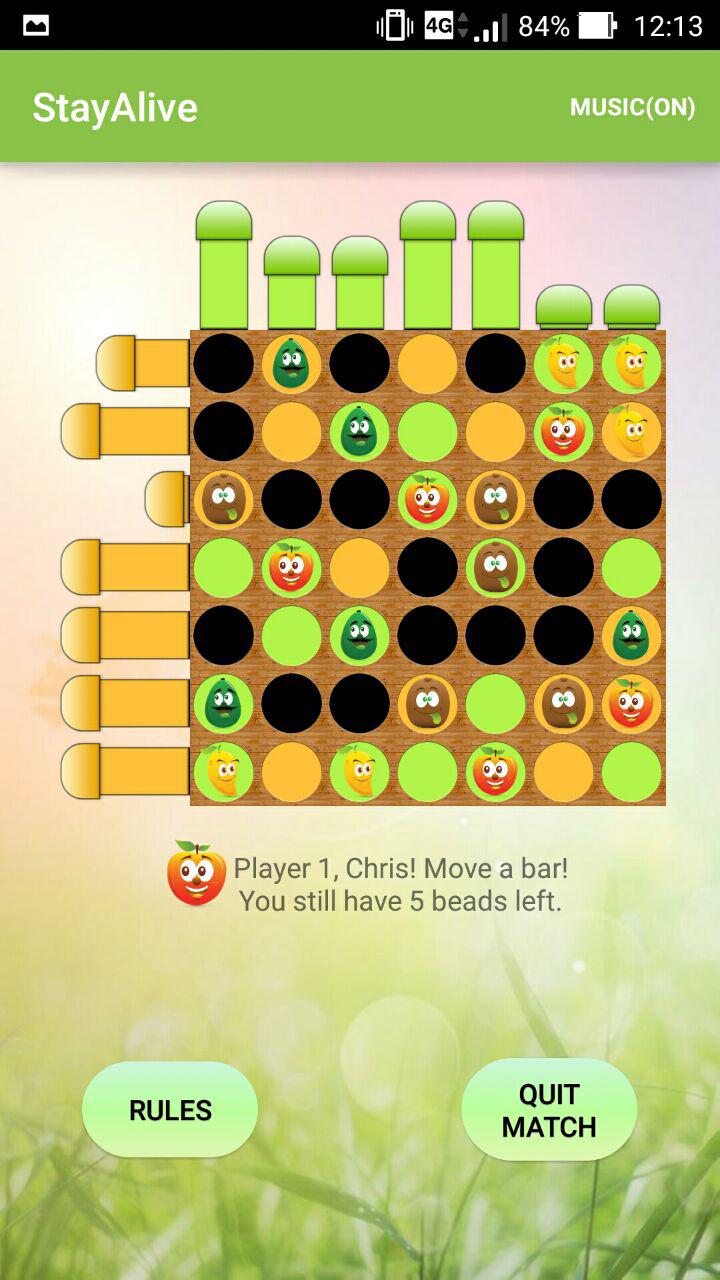 4G 84% 12:13
StayAlive MUSIC(ON)
Player 1, Chris! Move a bar!
You still have 5 beads left.
RULES
QUIT
MATCH